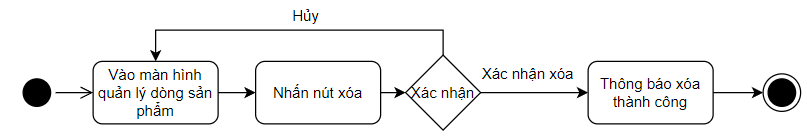 Hủy
Vào màn hình
quản lý dòng sản
phẩm
Nhấn nút xóa
Xác nhận
Xác nhận xóa
Thông báo xóa
thành công